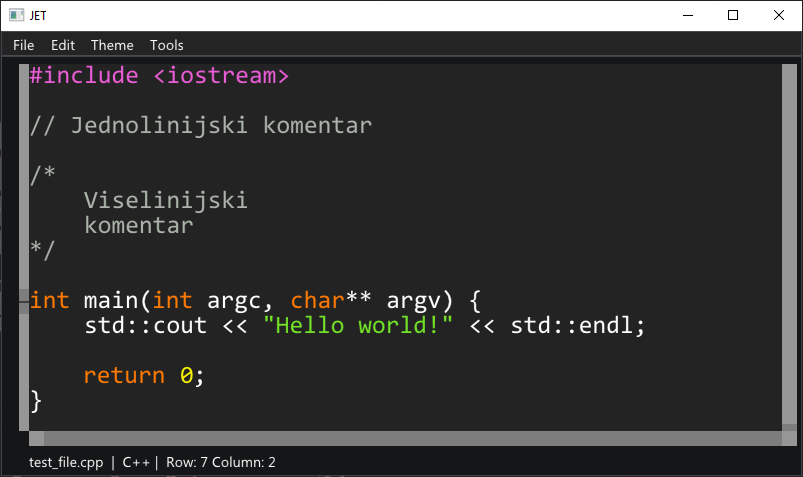 JET
File Edit Theme Tools
#include <iostream>
// Jednolinijski komentar
/*
Viselinijski
komentar
*/
int main(int argc, char** argv) {
std::cout << "Hello world!" << std::endl;
return 0;
}
test_file.cpp | C++ | Row: 7 Column: 2